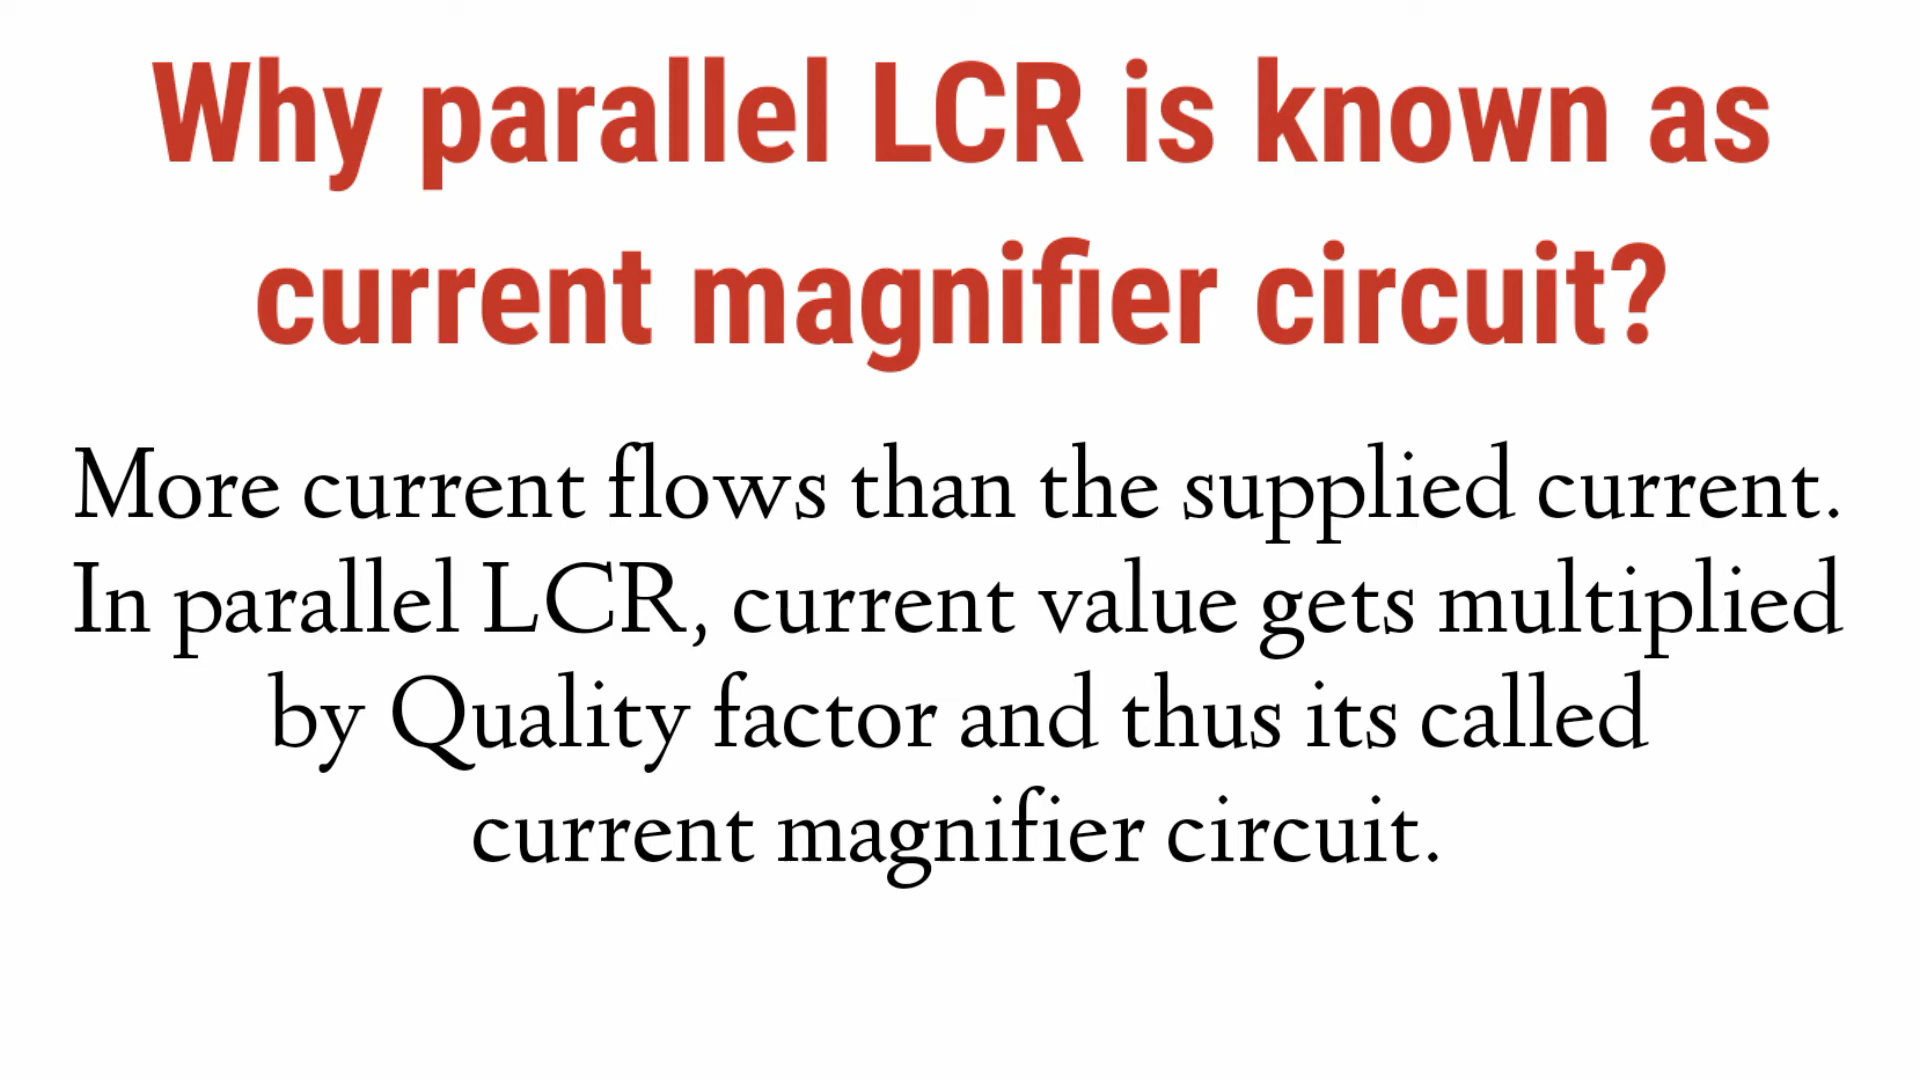 Why parallel LCR is known as
current magnifier circuit?
More current flows than the supplied current.
In parallel LCR, current value gets multiplied
by Quality factor and thus its called
current magnifier circuit.